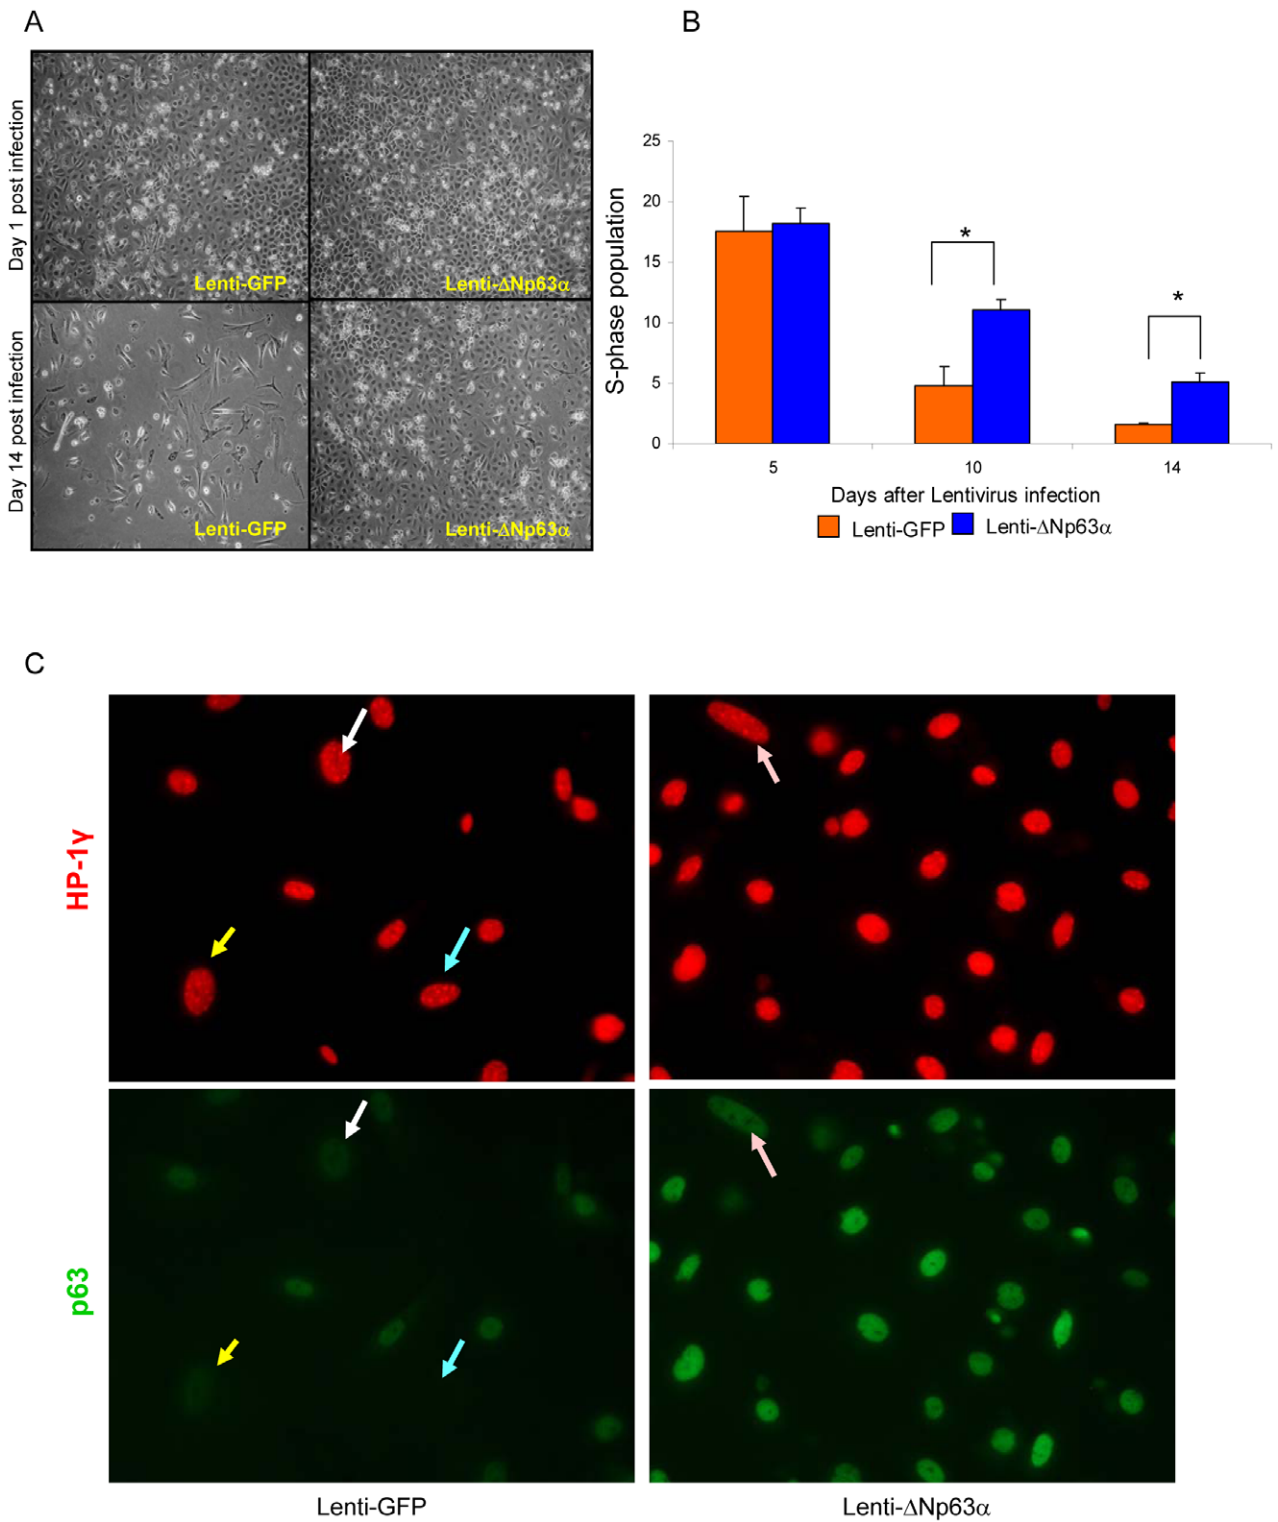 A
Day 1 post infection
Lenti-GFP
Lenti-ΔNp63α
Day 14 post infection
Lenti-GFP
Lenti-ΔNp63α
B
S-phase population
25
20
15
10
5
0
*
*
5 10 14
Days after Lentivirus infection
Lenti-GFP Lenti-ΔNp63α
C
HP-1γ
p63
Lenti-GFP Lenti-ΔNp63α